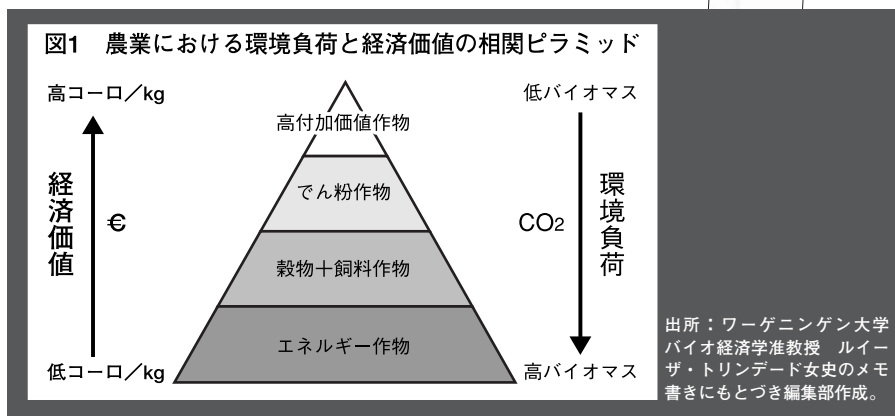 図1 農業における環境負荷と経済価値の相関ピラミッド
高コーロ／kg
低バイオマス
高付加価値作物
でん粉作物
穀物＋飼料作物
エネルギー作物
経済価値
€
CO2
環境負荷
低コーロ／kg
高バイオマス
出所：ワーゲニンゲン大学
バイオ経済学准教授 ルイー
ザ・トリンデード女史のメモ
書きにもとづき編集部作成。